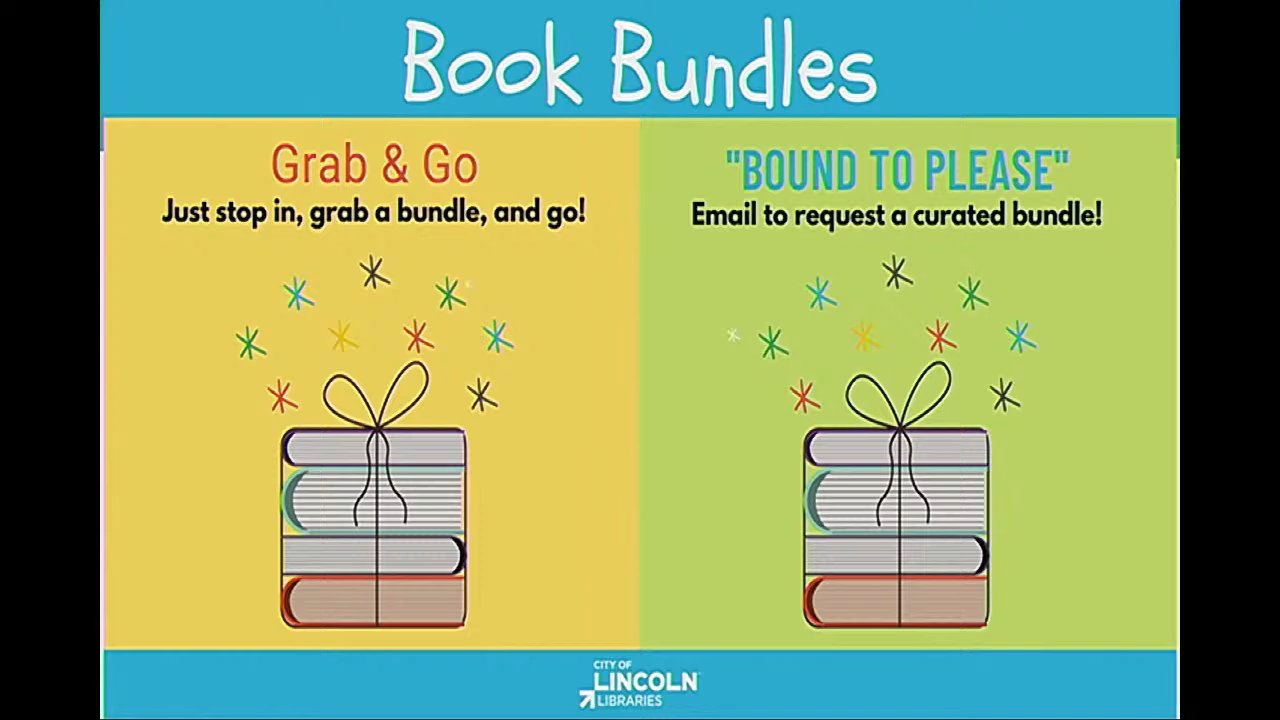 Book Bundles
Grab & Go
Just stop in, grab a bundle, and go!
"BOUND TO PLEASE"
Email to request a curated bundle!
CITY OF
LINCOLN
LIBRARIES